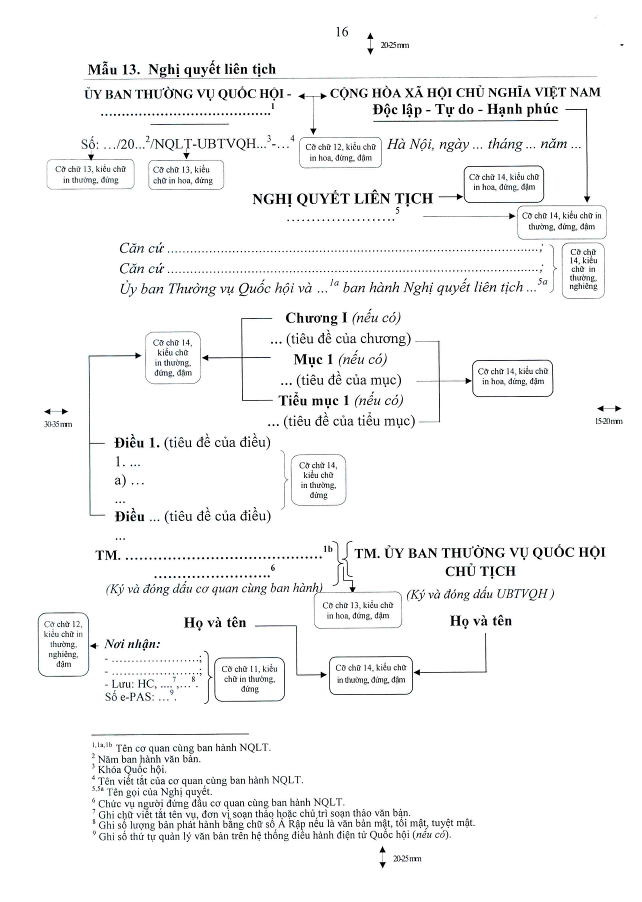 16
20-25mm
Mẫu 13. Nghị quyết liên tịch
ỦY BAN THƯỜNG VỤ QUỐC HỘI - CỘNG HÒA XÃ HỘI CHỦ NGHĨA VIỆT NAM
.....................................1 Độc lập - Tự do - Hạnh phúc
Số: …/20...2/NQLT-UBTVQH...3-…4 Hà Nội, ngày ... tháng ... năm ...
Cỡ chữ 12, kiểu chữ
in hoa, đứng, đậm
Cỡ chữ 13, kiểu chữ
in thường, đứng
Cỡ chữ 13, kiểu chữ
in hoa, đứng
Cỡ chữ 14, kiểu chữ
in hoa, đứng, đậm
NGHỊ QUYẾT LIÊN TỊCH
……………………5
Cỡ chữ 14, kiểu chữ in
thường, đứng, đậm
Căn cứ ..........................................................................;
Căn cứ ..........................................................................;
Ủy ban Thường vụ Quốc hội và ...1a ban hành Nghị quyết liên tịch ...5a
Cỡ chữ
14, kiểu
chữ in
thường,
nghiêng
Chương I (nếu có)
... (tiêu đề của chương)
Mục 1 (nếu có)
... (tiêu đề của mục)
Tiểu mục 1 (nếu có)
... (tiêu đề của tiểu mục)
Cỡ chữ 14,
kiểu chữ
in thường,
đứng, đậm
Cỡ chữ 14, kiểu chữ
in hoa, đứng, đậm
30-35mm
15-20mm
Điều 1. (tiêu đề của điều)
1. ...
a) …
...
Điều ... (tiêu đề của điều)
...
Cỡ chữ 14,
kiểu chữ
in thường,
đứng
TM. ……………………………………1b TM. ỦY BAN THƯỜNG VỤ QUỐC HỘI
……………………6 CHỦ TỊCH
(Ký và đóng dấu cơ quan cùng ban hành) (Ký và đóng dấu UBTVQH )
Cỡ chữ 13, kiểu chữ
in hoa, đứng, đậm
Họ và tên Họ và tên
Cỡ chữ 12,
kiểu chữ in
thường,
nghiêng,
đậm
Nơi nhận:
- .......................;
- .......................;
- Lưu: HC, ....7,…8.
Số e-PAS: …9.
Cỡ chữ 11, kiểu
chữ in thường,
đứng
Cỡ chữ 14, kiểu chữ
in thường, đứng, đậm
1,1a,1b Tên cơ quan cùng ban hành NQLT.
2 Năm ban hành văn bản.
3 Khóa Quốc hội.
4 Tên viết tắt của cơ quan cùng ban hành NQLT.
5,5a Tên gọi của Nghị quyết.
6 Chức vụ người đứng đầu cơ quan cùng ban hành NQLT.
7 Ghi chữ viết tắt tên vụ, đơn vị soạn thảo hoặc chủ trì soạn thảo văn bản.
8 Ghi số lượng bản phát hành bằng chữ số Ả Rập nếu là văn bản mật, tối mật, tuyệt mật.
9 Ghi số thứ tự quản lý văn bản trên hệ thống điều hành điện tử Quốc hội (nếu có).
20-25mm